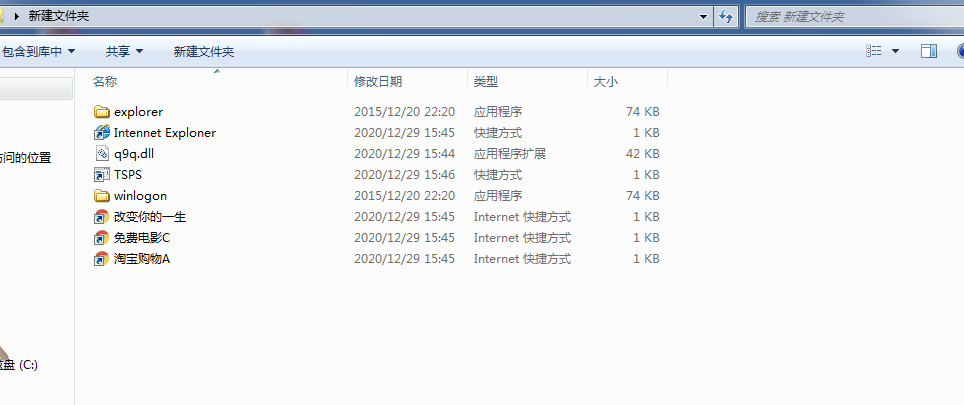 新建文件夹 搜索 新建文件夹
包含到库中 共享 新建文件夹
名称 修改日期 类型 大小
explorer 2015/12/20 22:20 应用程序 74 KB
Internet Exploner 2020/12/29 15:45 快捷方式 1 KB
q9q.dll 2020/12/29 15:44 应用程序扩展 42 KB
访问的位置
TSPS 2020/12/29 15:46 快捷方式 1 KB
winlogon 2015/12/20 22:20 应用程序 74 KB
改变你的一生 2020/12/29 15:45 Internet 快捷方式 1 KB
免费电影C 2020/12/29 15:45 Internet 快捷方式 1 KB
淘宝购物A 2020/12/29 15:45 Internet 快捷方式 1 KB
磁盘 (C:)